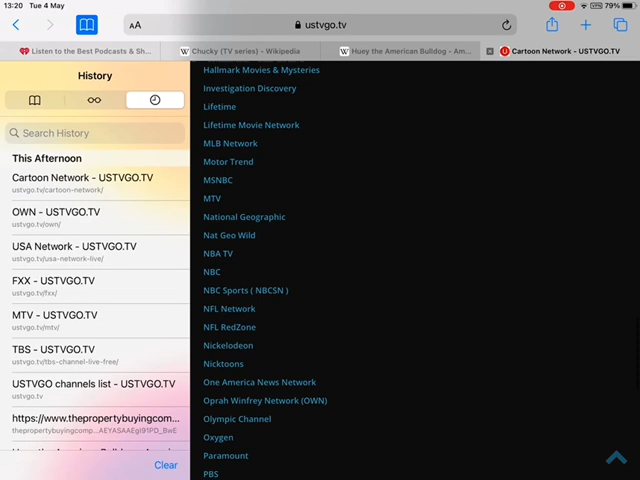 13:20 Tue 4 May
VPN 79%
AA
ustvgo.tv
Listen to the Best Podcasts & Sh...
Chucky (TV series) - Wikipedia
Huey the American Bulldog - Am...
Cartoon Network - USTVGO.TV
History
Search History
This Afternoon
Cartoon Network - USTVGO.TV
ustvgo.tv/cartoon-network/
OWN - USTVGO.TV
ustvgo.tv/own/
USA Network - USTVGO.TV
ustvgo.tv/usa-network-live/
FXX - USTVGO.TV
ustvgo.tv/fxx/
MTV - USTVGO.TV
ustvgo.tv/mtv/
TBS - USTVGO.TV
ustvgo.tv/tbs-channel-live-free/
USTVGO channels list - USTVGO.TV
ustvgo.tv
https://www.thepropertybuyingcom...
Clear
Hallmark Movies & Mysteries
Investigation Discovery
Lifetime
Lifetime Movie Network
MLB Network
Motor Trend
MSNBC
MTV
National Geographic
Nat Geo Wild
NBA TV
NBC
NBC Sports ( NBCSN )
NFL Network
NFL RedZone
Nickelodeon
Nicktoons
One America News Network
Oprah Winfrey Network (OWN)
Olympic Channel
Oxygen
Paramount
PBS